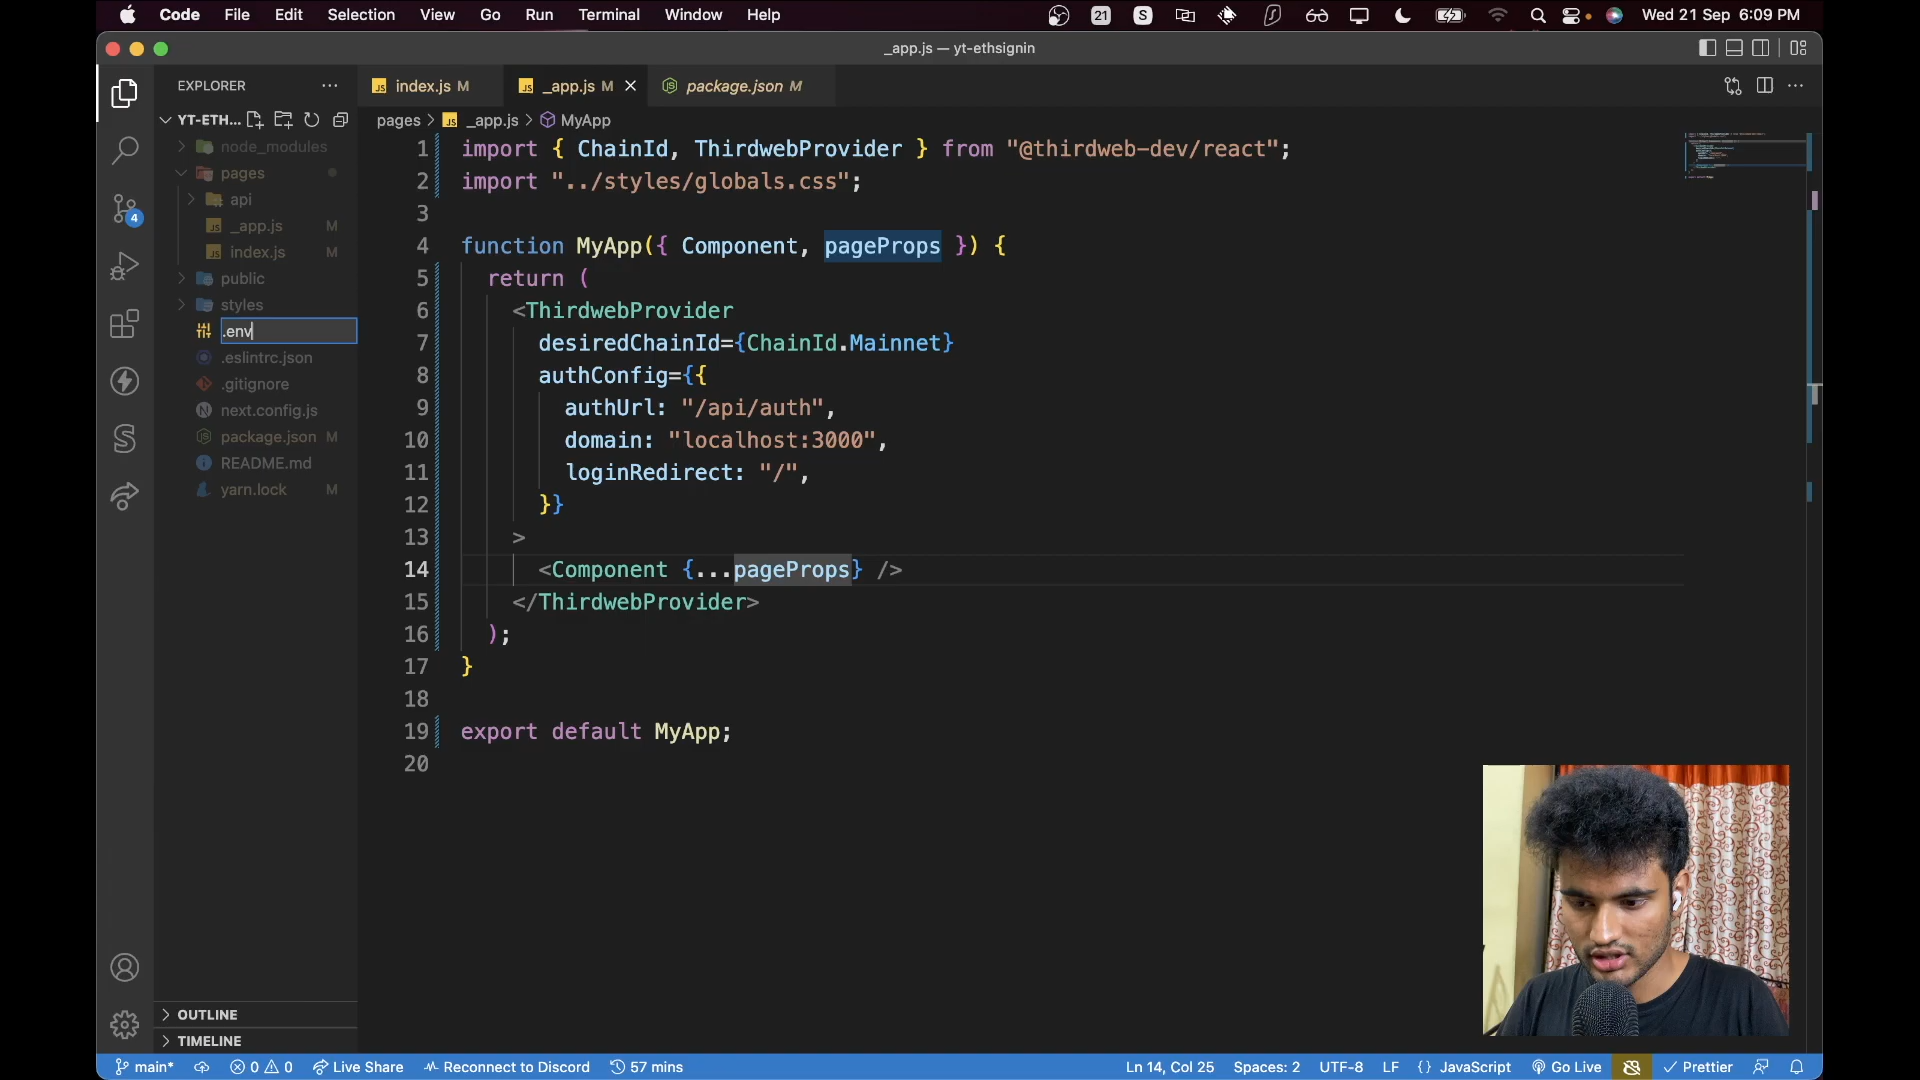 Code File Edit Selection View Go Run Terminal Window Help 21 S Wed 21 Sep 6:09 PM
_app.js — yt-ethsignin
EXPLORER ...
index.js M
_app.js M
package.json M
YT-ETH...
pages > _app.js > MyApp
node_modules
pages
api
_app.js M
index.js M
public
styles
.env
.eslintrc.json
.gitignore
next.config.js
package.json M
README.md
yarn.lock M
4
1 import { ChainId, ThirdwebProvider } from "@thirdweb-dev/react";
2 import "../styles/globals.css";
3
4 function MyApp({ Component, pageProps }) {
5 return (
6 <ThirdwebProvider
7 desiredChainId={ChainId.Mainnet}
8 authConfig={{
9 authUrl: "/api/auth",
10 domain: "localhost:3000",
11 loginRedirect: "/",
12 }}
13 >
14 <Component {...pageProps} />
15 </ThirdwebProvider>
16 );
17 }
18
19 export default MyApp;
20
OUTLINE
TIMELINE
main* 0 0 Live Share Reconnect to Discord 57 mins Ln 14, Col 25 Spaces: 2 UTF-8 LF {} JavaScript Go Live Prettier